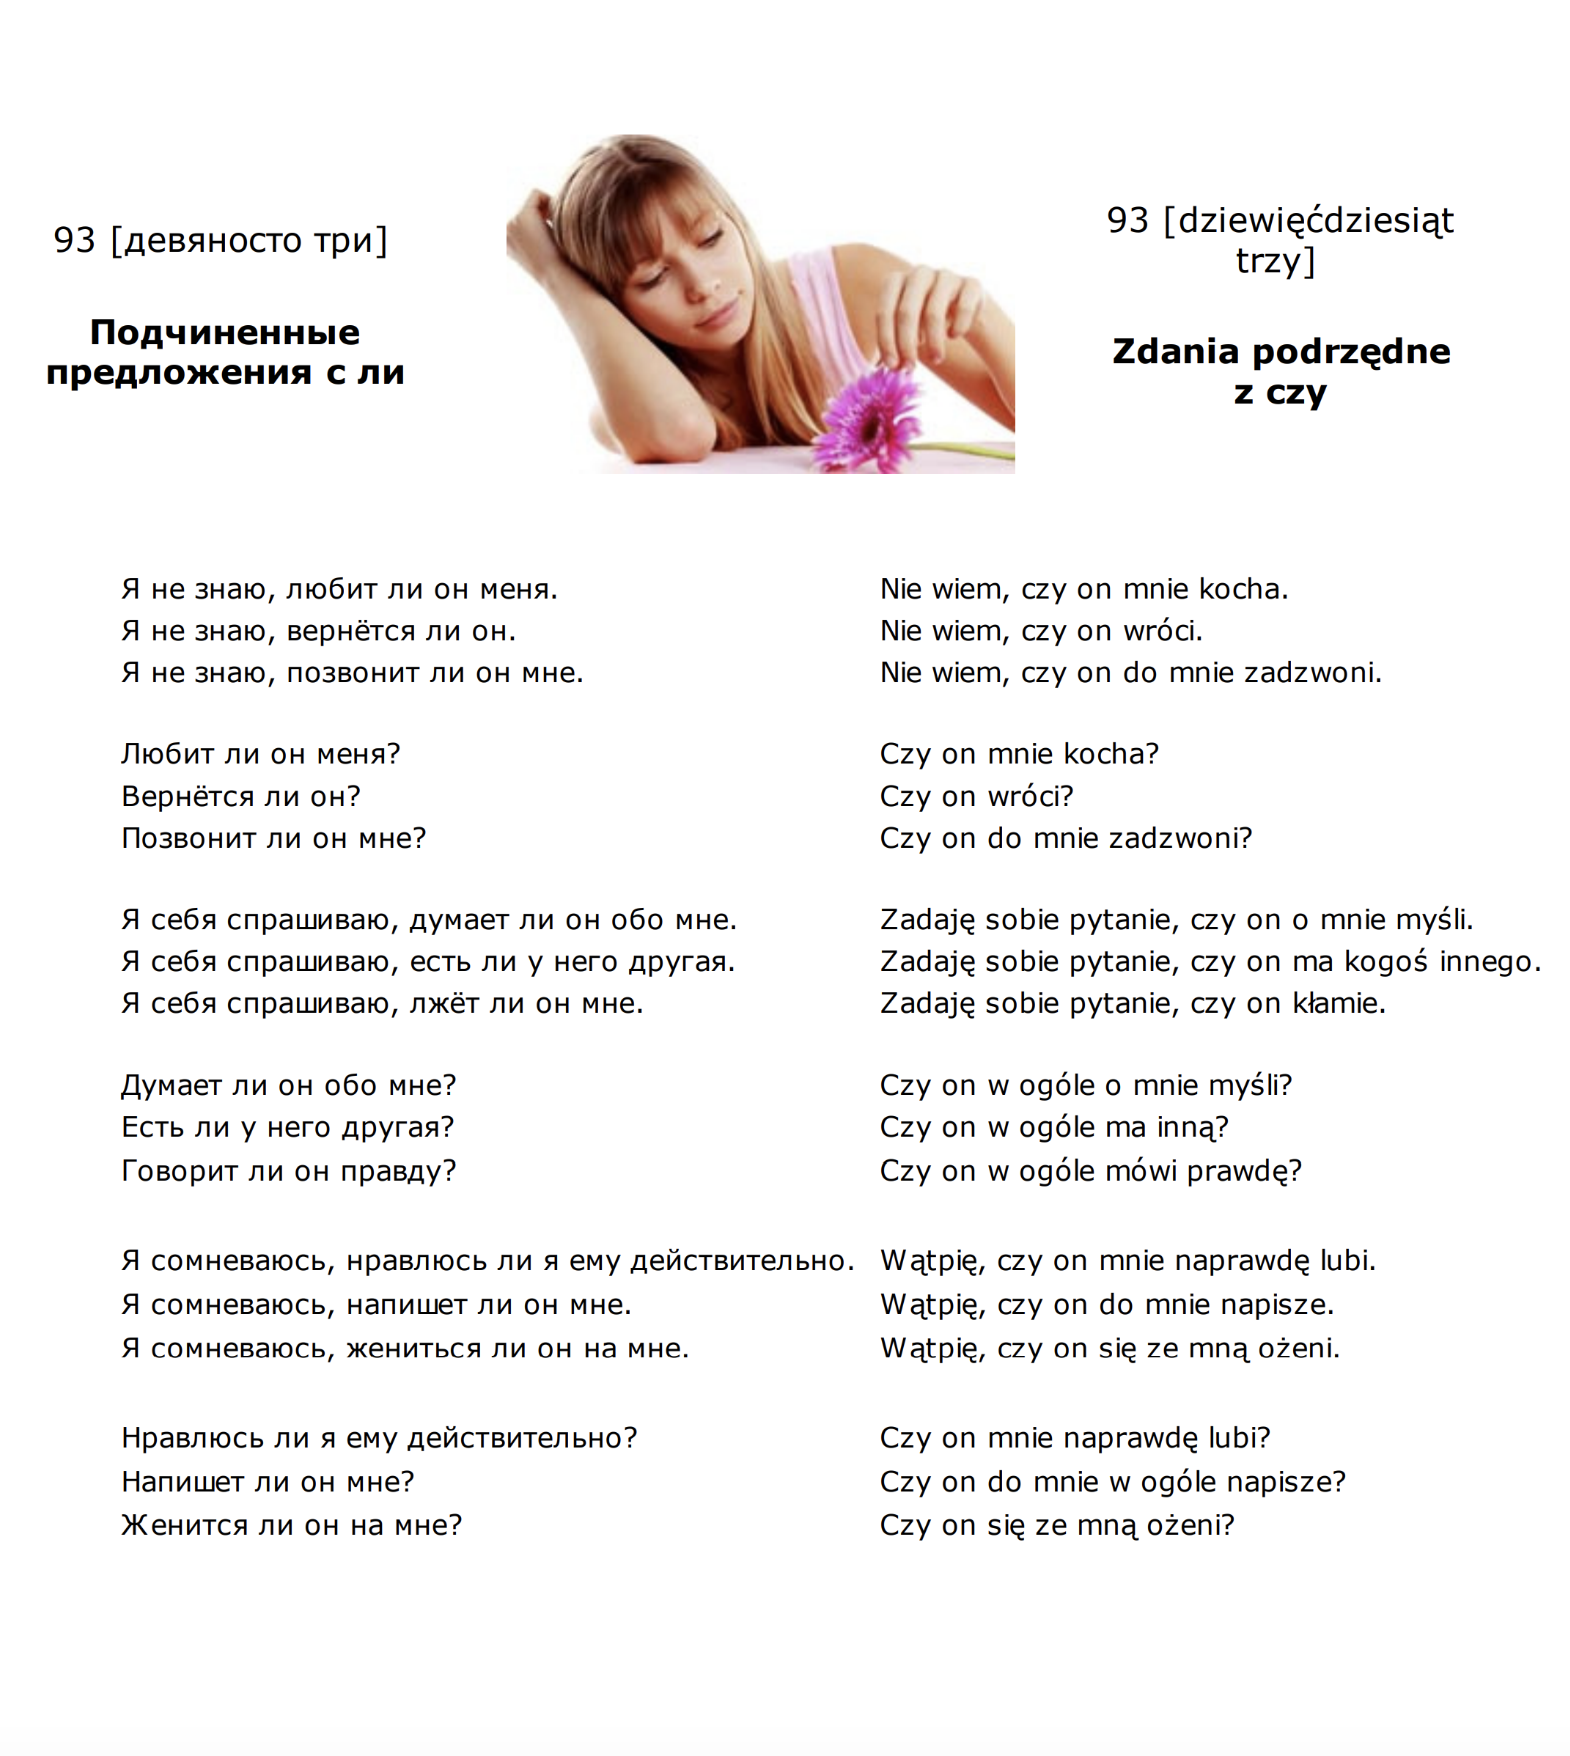 93 [девяносто три]
Подчиненные
предложения с ли
93 [dziewięćdziesiąt
trzy]
Zdania podrzędne
z czy
Я не знаю, любит ли он меня.
Nie wiem, czy on mnie kocha.
Я не знаю, вернётся ли он.
Nie wiem, czy on wróci.
Я не знаю, позвонит ли он мне.
Nie wiem, czy on do mnie zadzwoni.
Любит ли он меня?
Czy on mnie kocha?
Вернётся ли он?
Czy on wróci?
Позвонит ли он мне?
Czy on do mnie zadzwoni?
Я себя спрашиваю, думает ли он обо мне.
Zadaję sobie pytanie, czy on o mnie myśli.
Я себя спрашиваю, есть ли у него другая.
Zadaję sobie pytanie, czy on ma kogoś innego.
Я себя спрашиваю, лжёт ли он мне.
Zadaję sobie pytanie, czy on kłamie.
Думает ли он обо мне?
Czy on w ogóle o mnie myśli?
Есть ли у него другая?
Czy on w ogóle ma inną?
Говорит ли он правду?
Czy on w ogóle mówi prawdę?
Я сомневаюсь, нравлюсь ли я ему действительно.
Wątpię, czy on mnie naprawdę lubi.
Я сомневаюсь, напишет ли он мне.
Wątpię, czy on do mnie napisze.
Я сомневаюсь, жениться ли он на мне.
Wątpię, czy on się ze mną ożeni.
Нравлюсь ли я ему действительно?
Czy on mnie naprawdę lubi?
Напишет ли он мне?
Czy on do mnie w ogóle napisze?
Женится ли он на мне?
Czy on się ze mną ożeni?